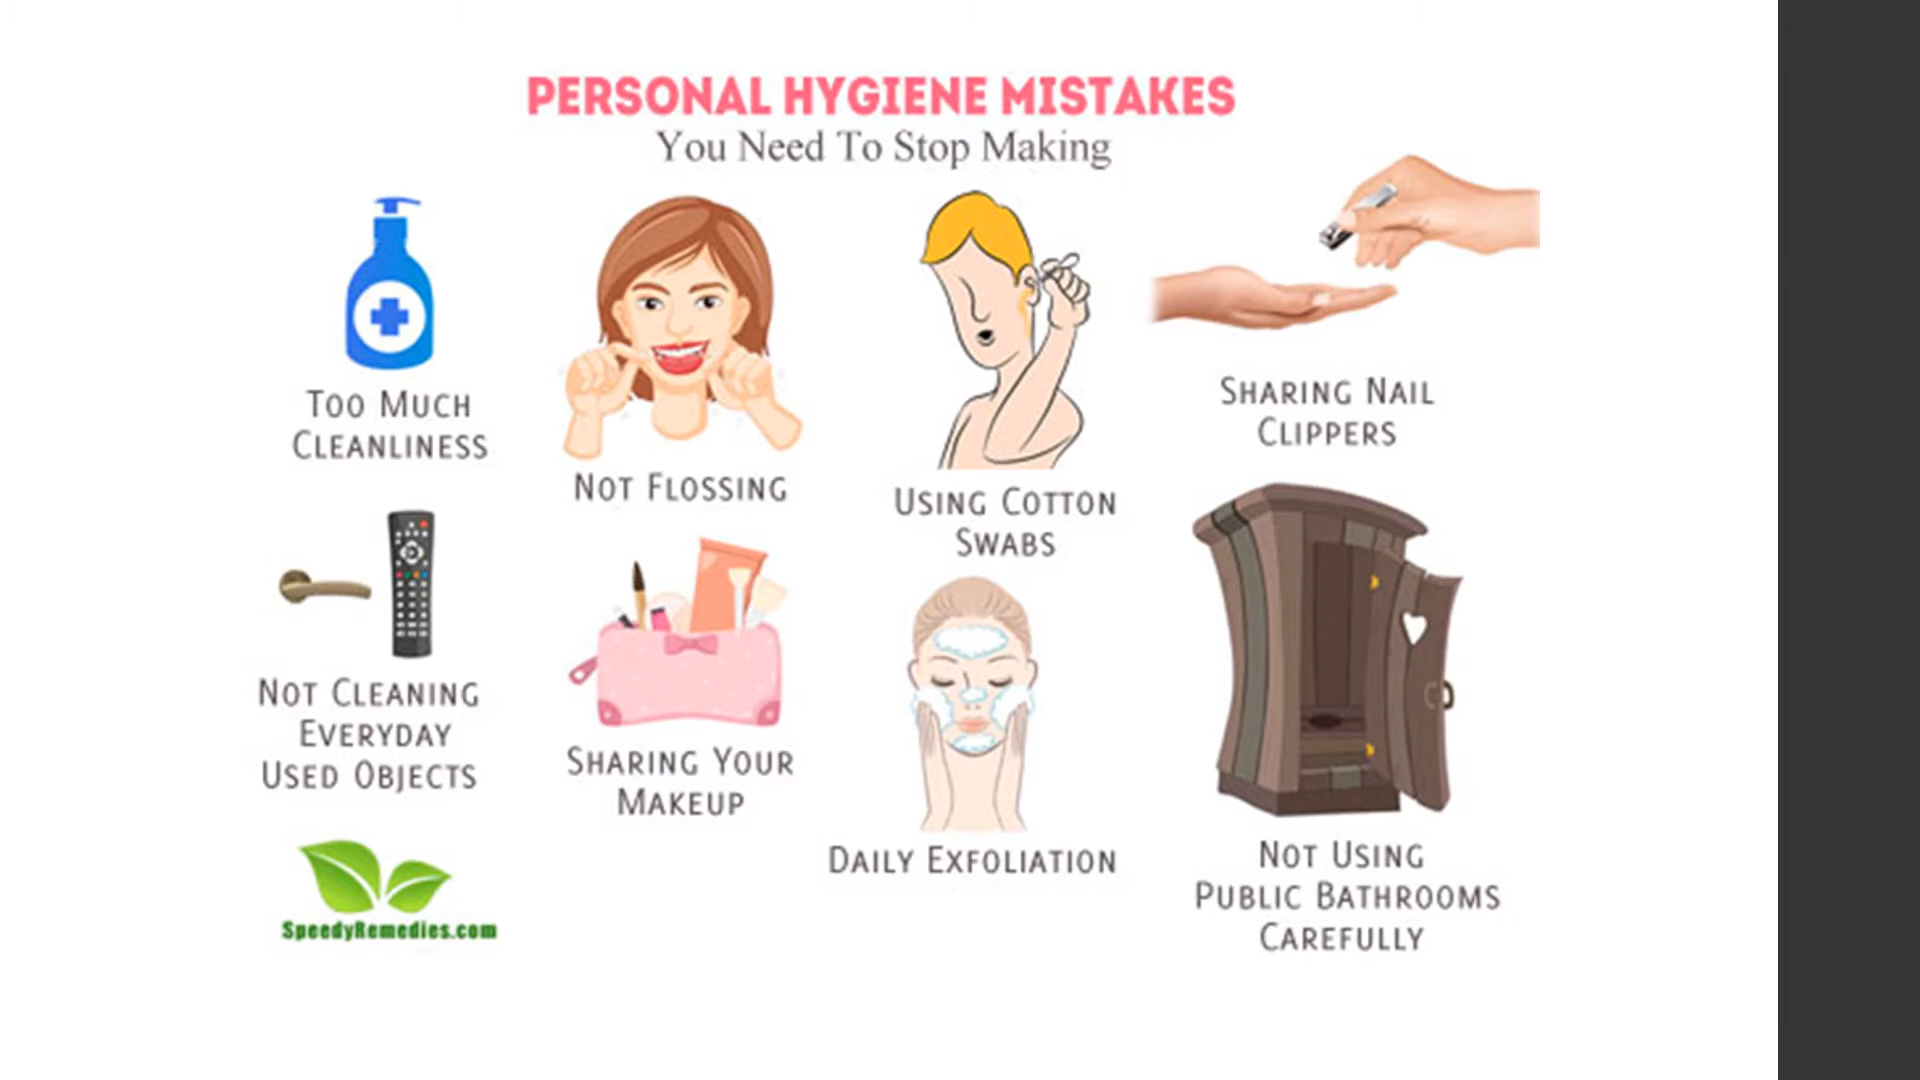 PERSONAL HYGIENE MISTAKES
You Need To Stop Making
TOO MUCH
CLEANLINESS
NOT FLOSSING
USING COTTON
SWABS
SHARING NAIL
CLIPPERS
NOT CLEANING
EVERYDAY
USED OBJECTS
SHARING YOUR
MAKEUP
DAILY EXFOLIATION
NOT USING
PUBLIC BATHROOMS
CAREFULLY
SpeedyRemedies.com